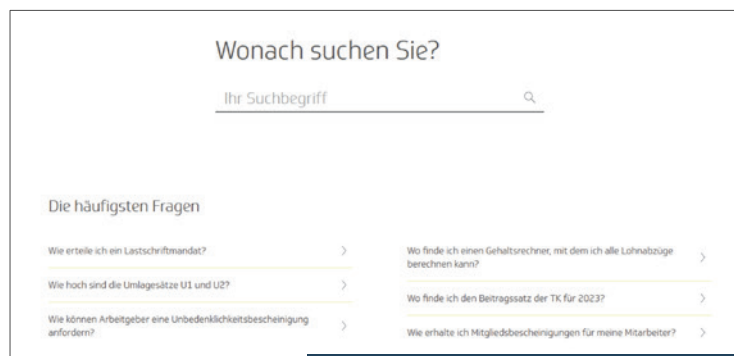 Wonach suchen Sie?
Ihr Suchbegriff
Die häufigsten Fragen
Wie erteile ich ein Lastschriftmandat?
Wie hoch sind die Umlagesätze U1 und U2?
Wie können Arbeitgeber eine Unbedenklichkeitsbescheinigung
anfordern?
Wo finde ich einen Gehaltsrechner, mit dem ich alle Lohnabzüge
berechnen kann?
Wo finde ich den Beitragssatz der TK für 2023?
Wie erhalte ich Mitgliedsbescheinigungen für meine Mitarbeiter?